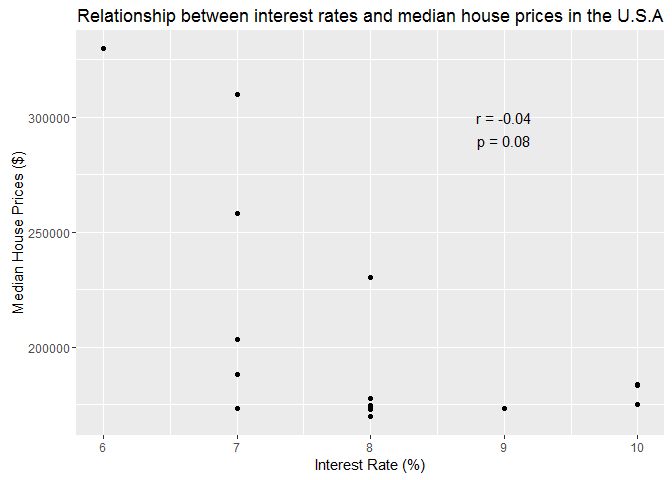 Relationship between interest rates and median house prices in the U.S.A
Median House Prices ($)
300000
250000
200000
r = -0.04
p = 0.08
6 7 8 9 10
Interest Rate (%)